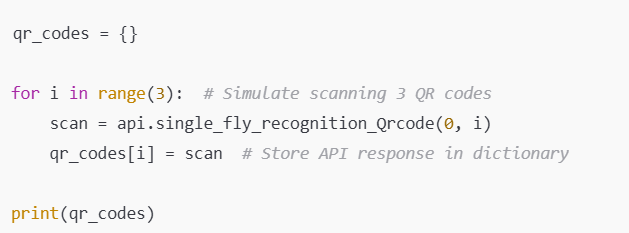 qr_codes = {}
for i in range(3):  # Simulate scanning 3 QR codes
    scan = api.single_fly_recognition_Qrcode(0, i)
    qr_codes[i] = scan  # Store API response in dictionary
print(qr_codes)